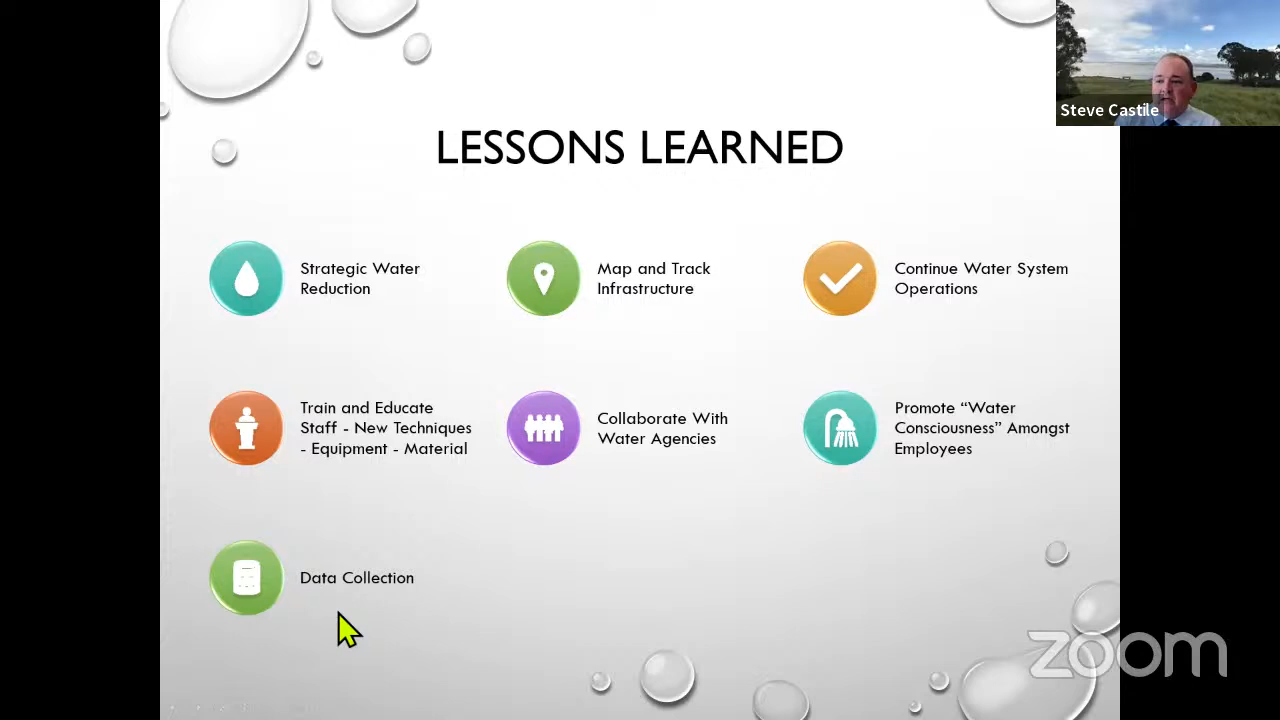 Steve Castile
LESSONS LEARNED
Strategic Water
Reduction
Map and Track
Infrastructure
Continue Water System
Operations
Train and Educate
Staff - New Techniques
- Equipment - Material
Collaborate With
Water Agencies
Promote “Water
Consciousness” Amongst
Employees
Data Collection
zoom